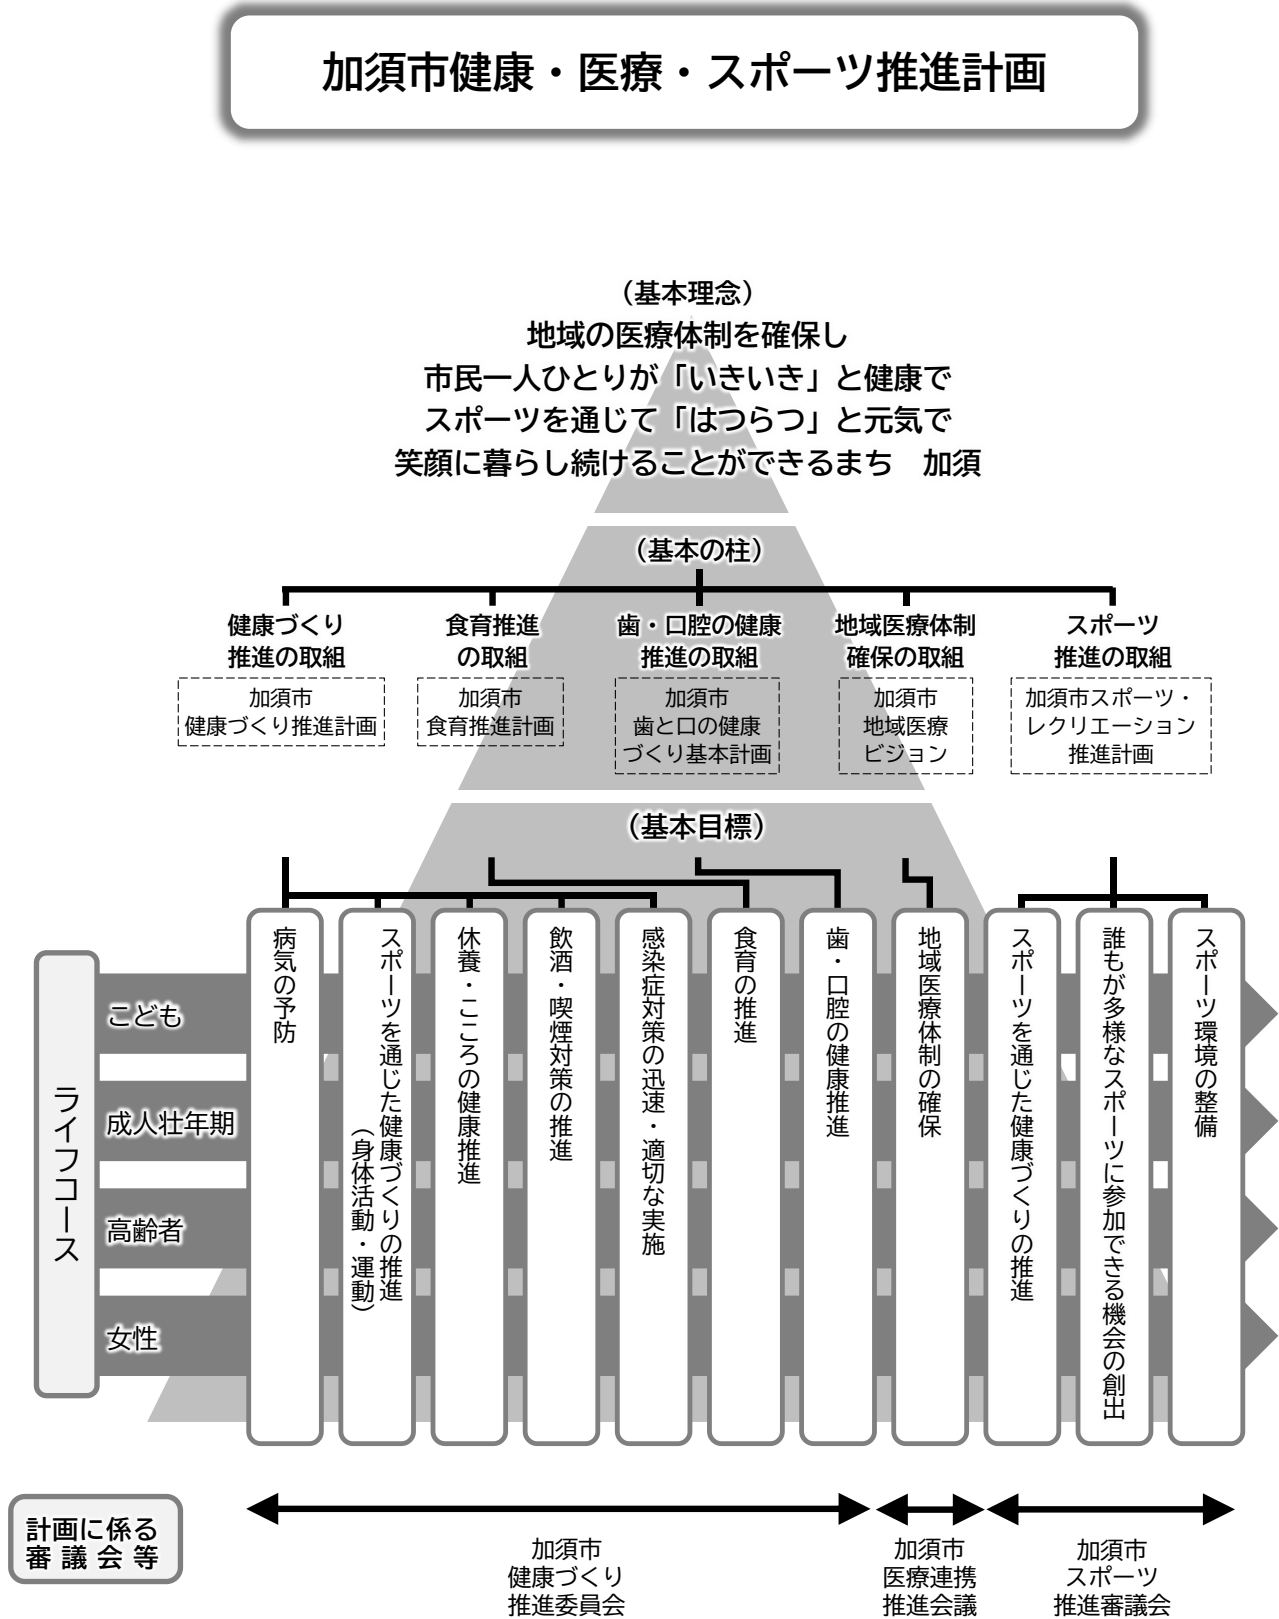 加須市健康・医療・スポーツ推進計画
（基本理念）
地域の医療体制を確保し
市民一人ひとりが「いきいき」と健康で
スポーツを通じて「はつらつ」と元気で
笑顔に暮らし続けることができるまち　加須
（基本の柱）
健康づくり
推進の取組
加須市
健康づくり推進計画
食育推進
の取組
加須市
食育推進計画
歯・口腔の健康
推進の取組
加須市
歯と口の健康
づくり基本計画
地域医療体制
確保の取組
加須市
地域医療
ビジョン
スポーツ
推進の取組
加須市スポーツ・
レクリエーション
推進計画
（基本目標）
病気の予防
スポーツを通じた健康づくりの推進
（身体活動・運動）
休養・こころの健康推進
飲酒・喫煙対策の推進
感染症対策の迅速・適切な実施
食育の推進
歯・口腔の健康推進
地域医療体制の確保
スポーツを通じた健康づくりの推進
誰もが多様なスポーツに参加できる機会の創出
スポーツ環境の整備
ライフコース
こども
成人壮年期
高齢者
女性
計画に係る
審議会等
加須市
健康づくり
推進委員会
加須市
医療連携
推進会議
加須市
スポーツ
推進審議会